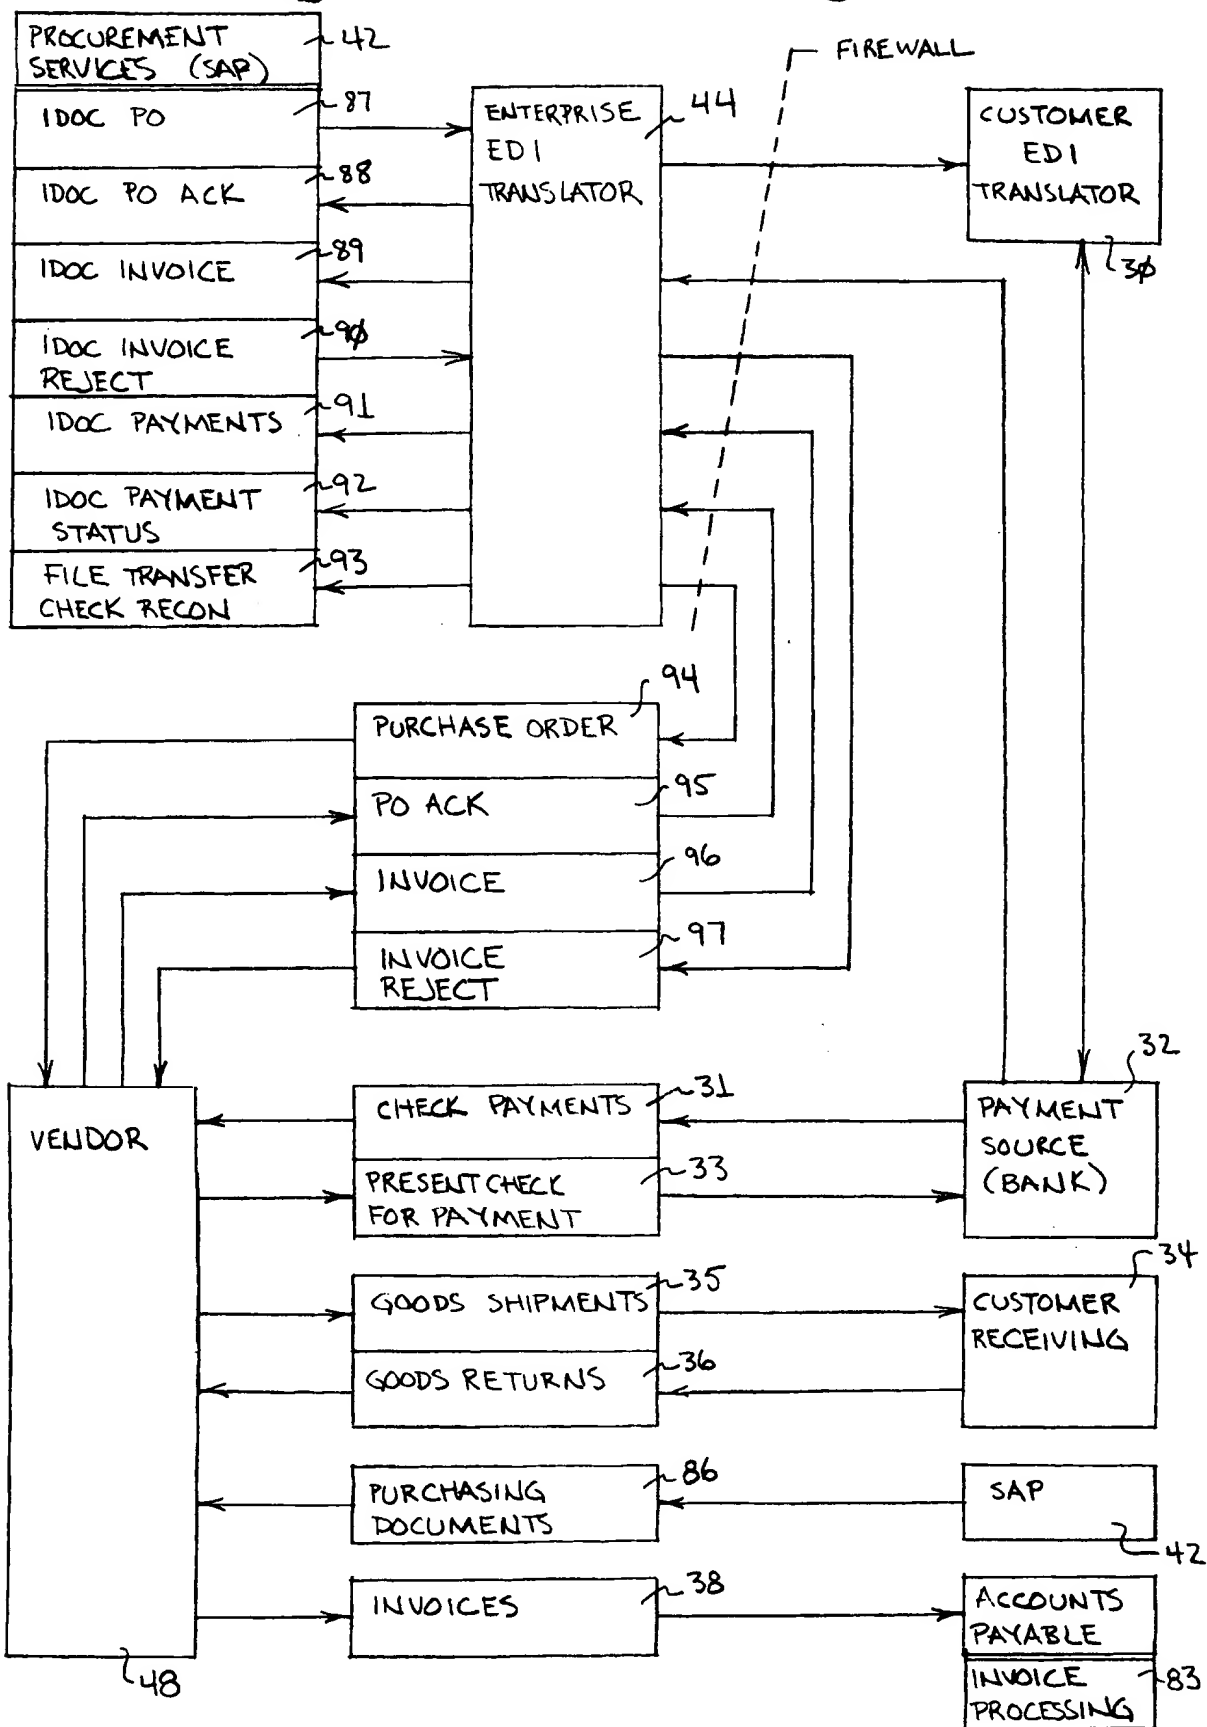 PROCUREMENT
SERVICES (SAP)
42
FIREWALL
IDOC PO
87
ENTERPRISE
EDI
TRANSLATOR
44
CUSTOMER
EDI
TRANSLATOR
30
IDOC PO ACK
88
IDOC INVOICE
89
IDOC INVOICE
REJECT
90
IDOC PAYMENTS
91
IDOC PAYMENT
STATUS
92
FILE TRANSFER
CHECK RECON
93
PURCHASE ORDER
94
PO ACK
95
INVOICE
96
INVOICE
REJECT
97
VENDOR
48
CHECK PAYMENTS
31
PAYMENT
SOURCE
(BANK)
32
PRESENT CHECK
FOR PAYMENT
33
GOODS SHIPMENTS
35
CUSTOMER
RECEIVING
34
GOODS RETURNS
36
PURCHASING
DOCUMENTS
86
SAP
42
INVOICES
38
ACCOUNTS
PAYABLE
INVOICE
PROCESSING
83